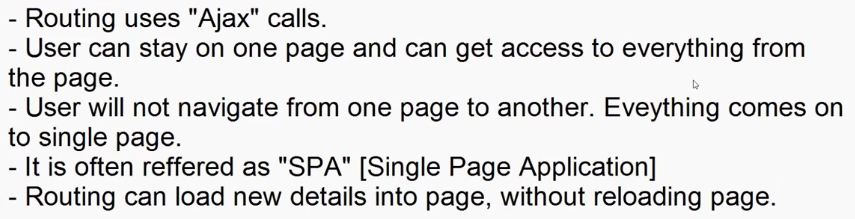 - Routing uses "Ajax" calls.
- User can stay on one page and can get access to everything from
the page.
- User will not navigate from one page to another. Eveything comes on
to single page.
- It is often reffered as "SPA" [Single Page Application]
- Routing can load new details into page, without reloading page.